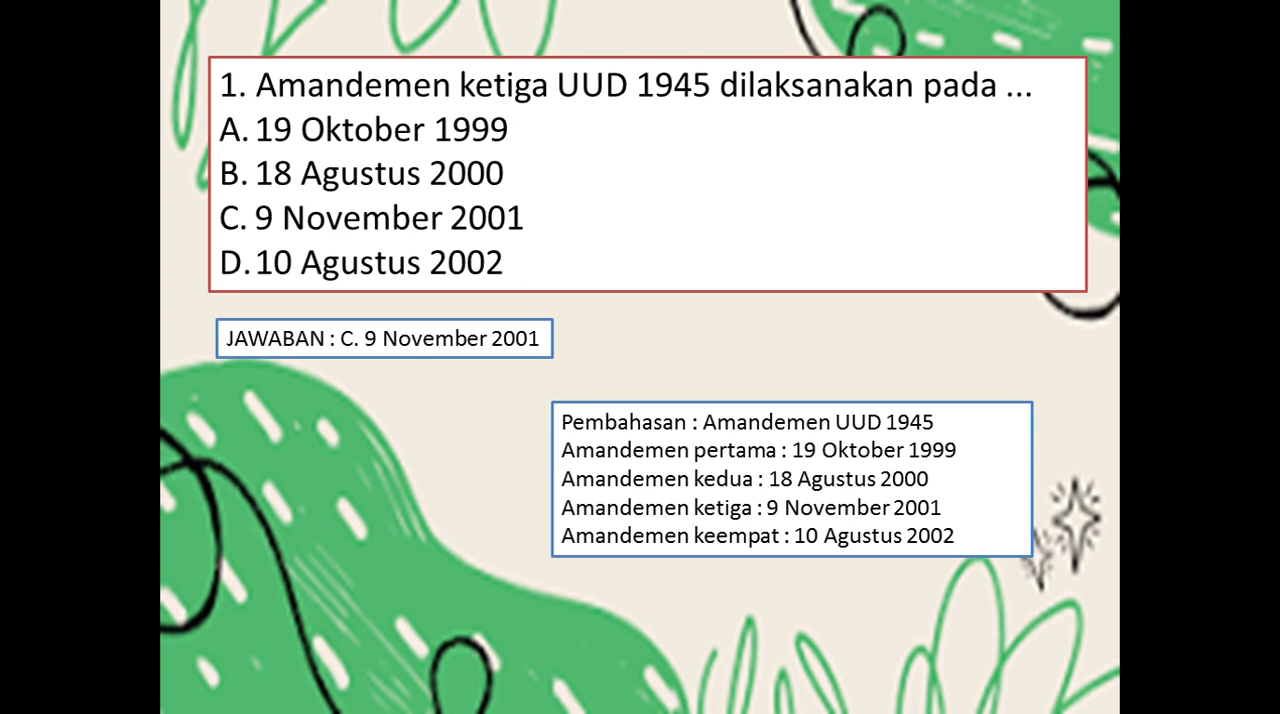 1. Amandemen ketiga UUD 1945 dilaksanakan pada ...
A. 19 Oktober 1999
B. 18 Agustus 2000
C. 9 November 2001
D. 10 Agustus 2002
JAWABAN : C. 9 November 2001
Pembahasan : Amandemen UUD 1945
Amandemen pertama : 19 Oktober 1999
Amandemen kedua : 18 Agustus 2000
Amandemen ketiga : 9 November 2001
Amandemen keempat : 10 Agustus 2002